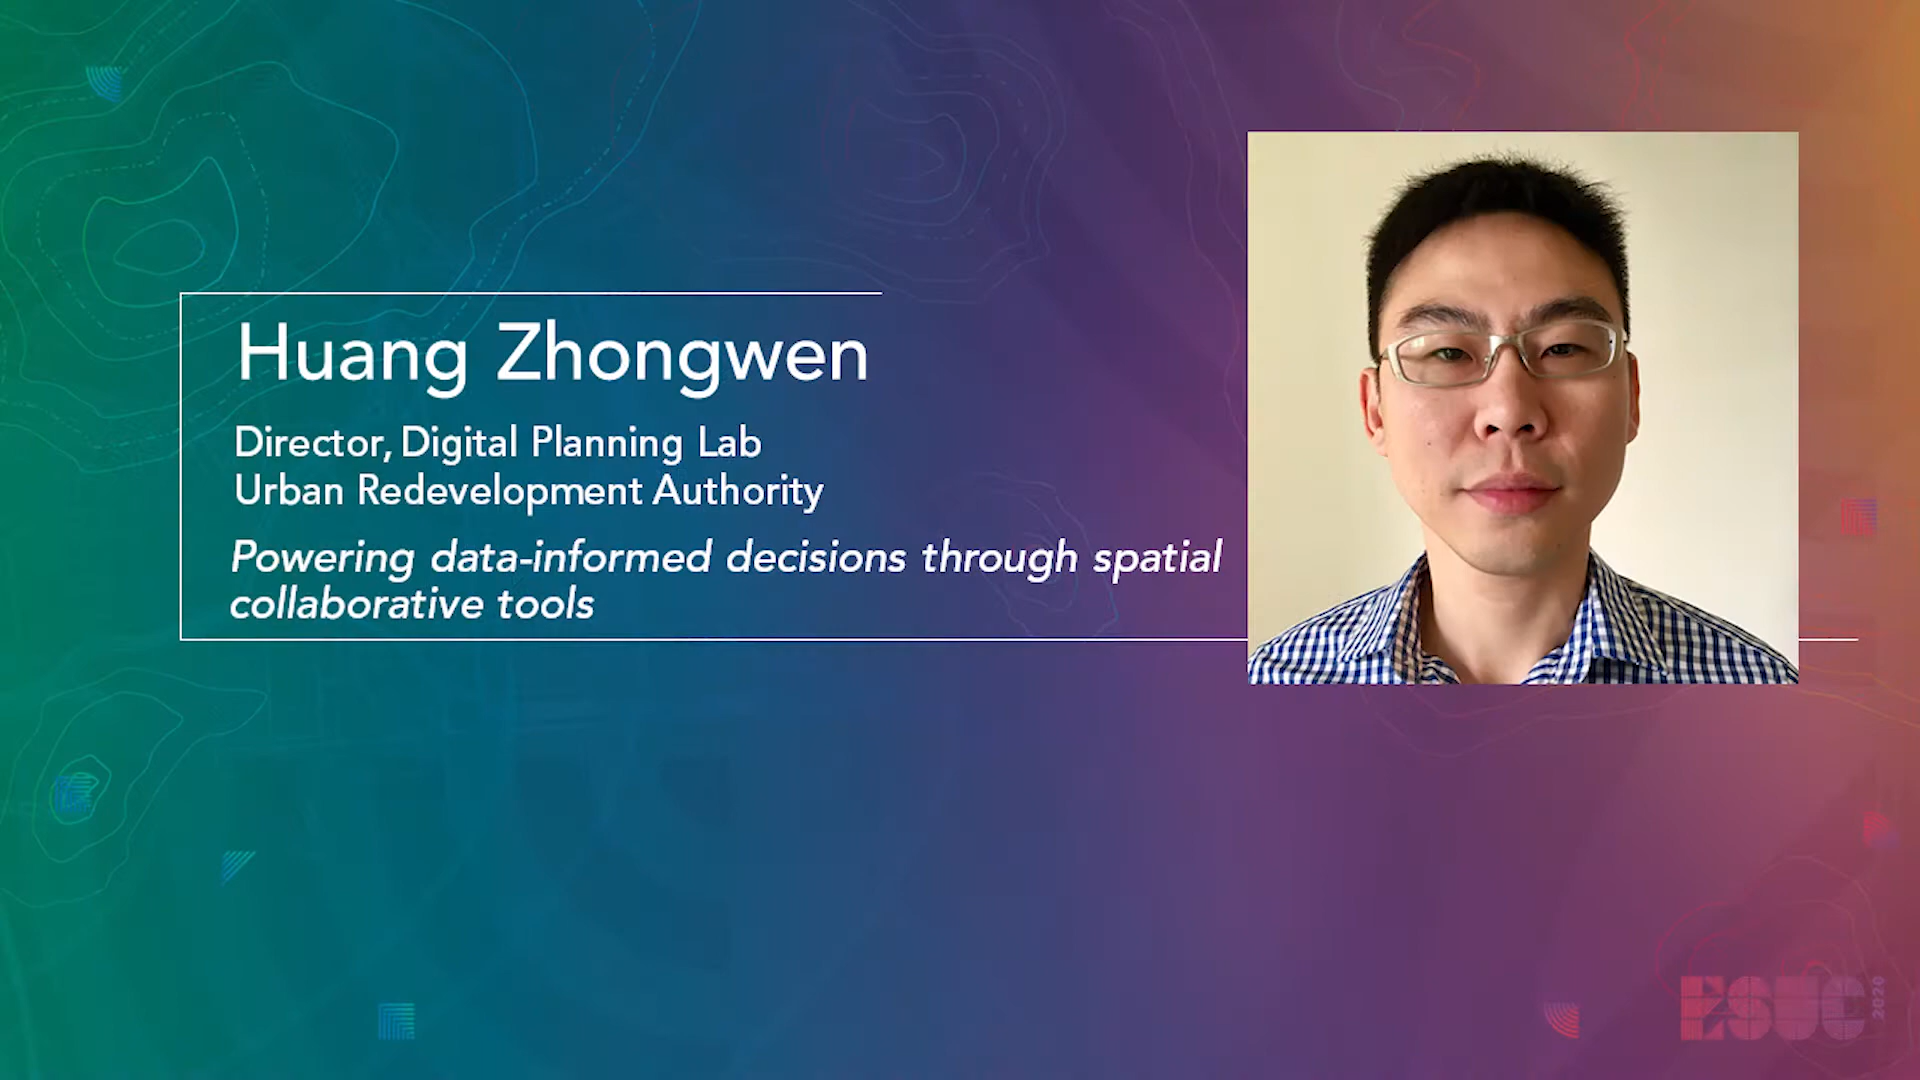 Huang Zhongwen
Director, Digital Planning Lab
Urban Redevelopment Authority
Powering data-informed decisions through spatial
collaborative tools
ESUC 2020